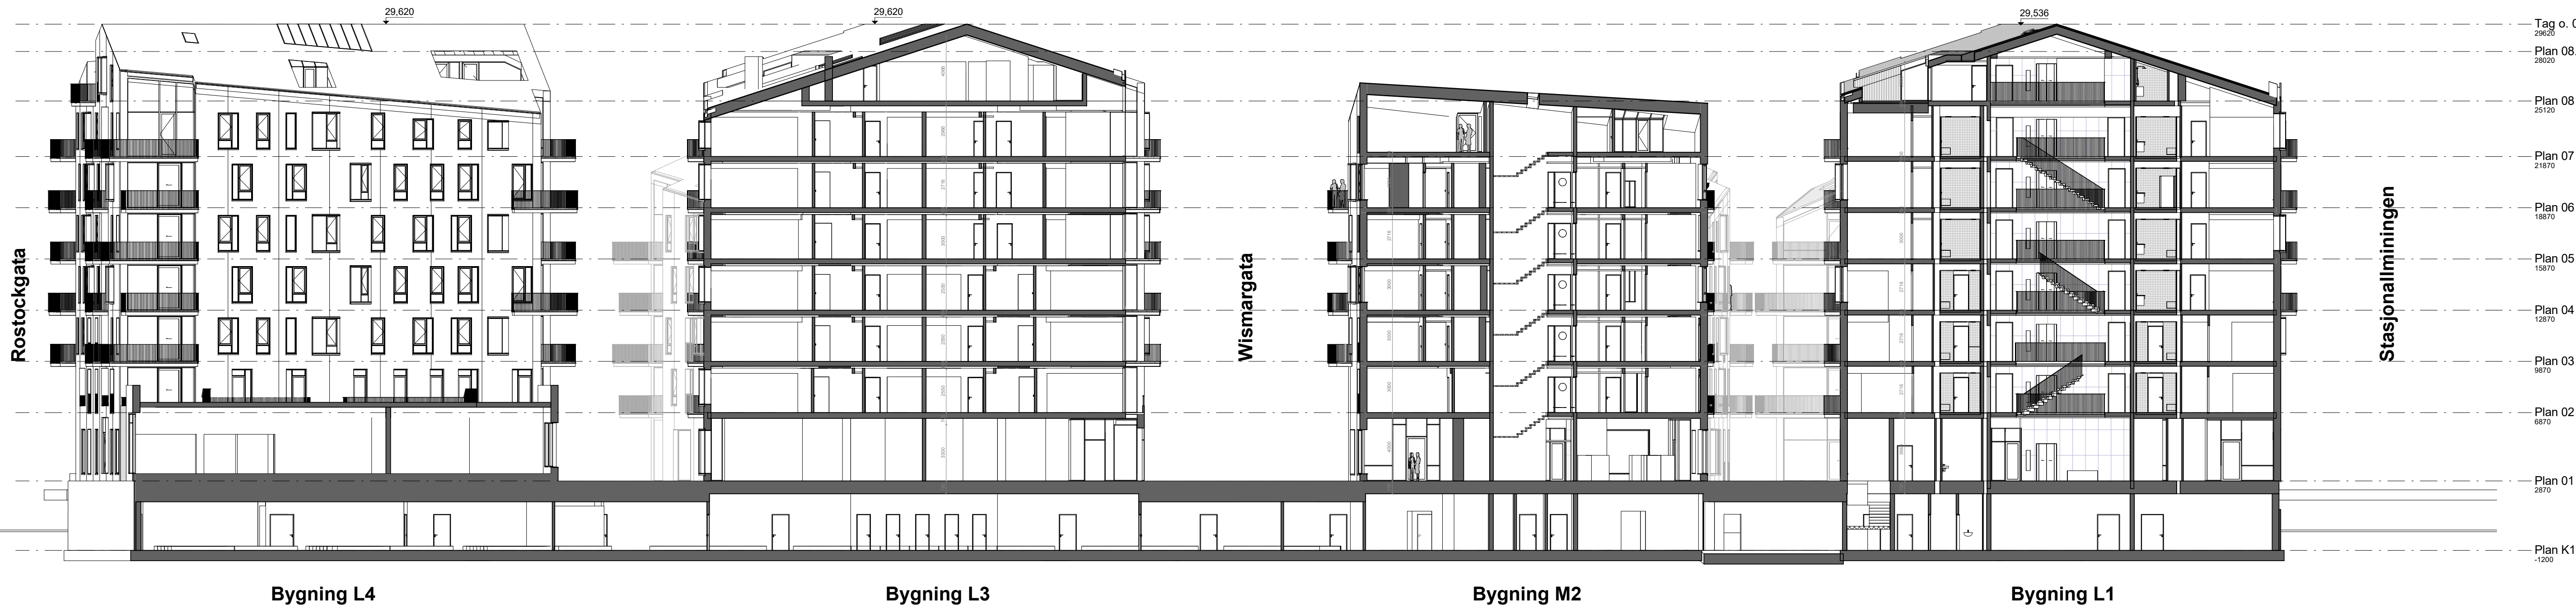 29,620
29,620
29,536
Tag o.
29620
Plan 08.
28020
Plan 08
25120
Plan 07
21870
Plan 06
18870
Plan 05
15870
Plan 04
12870
Plan 03
9870
Plan 02
6870
Plan 01
2870
Plan K1
-1200
Rostockgata
Wismargata
Stasjonallminingen
Bygning L4
Bygning L3
Bygning M2
Bygning L1